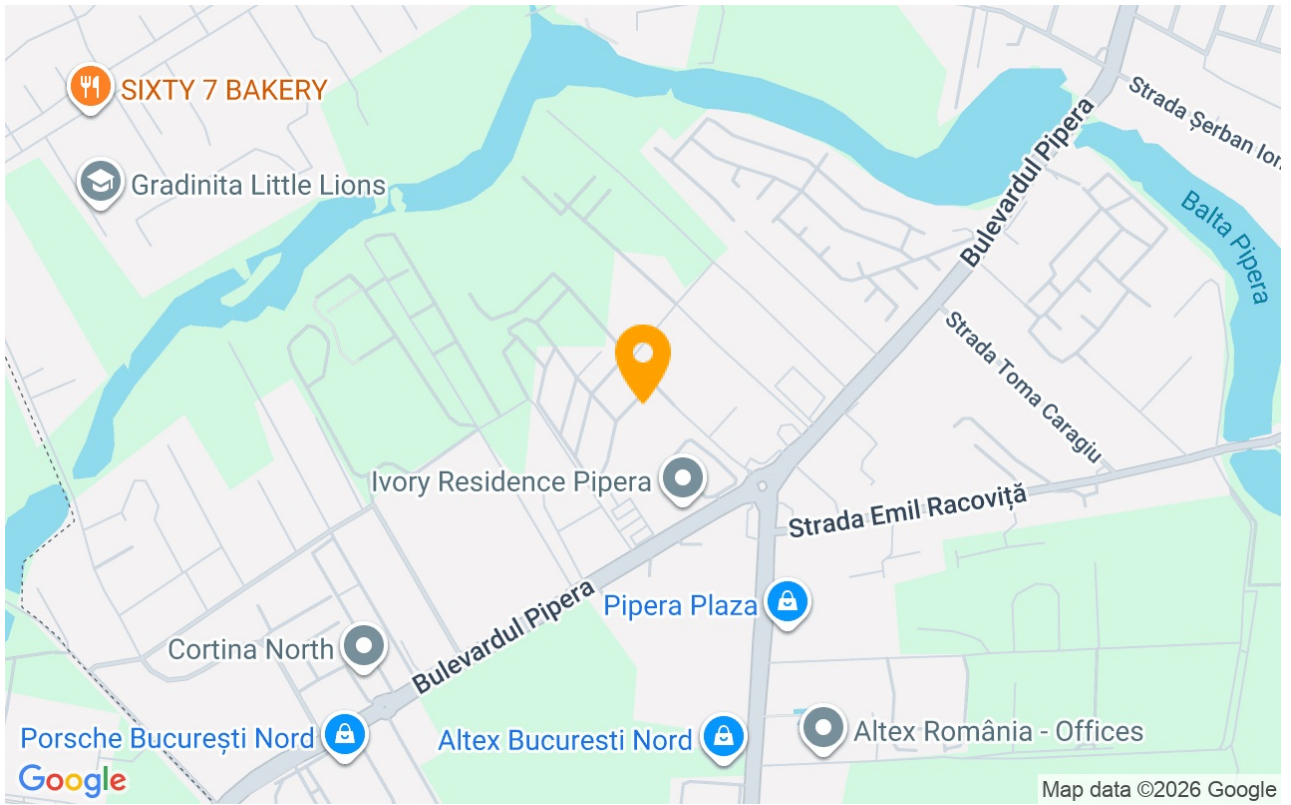 SIXTY 7 BAKERY
Gradinita Little Lions
Bulevardul Pipera
Strada Șerban Ion
Balta Pipera
Strada Toma Caragiu
Ivory Residence Pipera
Strada Emil Racoviță
Bulevardul Pipera
Pipera Plaza
Cortina North
Porsche București Nord
Altex Bucuresti Nord
Altex România - Offices
Google
Map data ©2026 Google